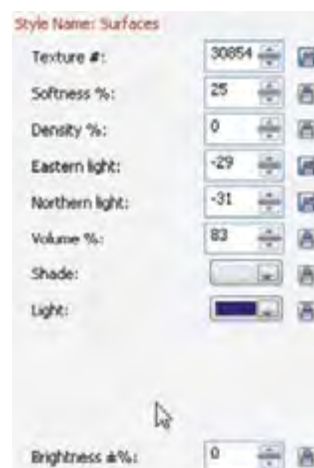 Style Name: Surfaces
Texture #: 30854
Softness %: 25
Density %: 0
Eastern light: -29
Northern light: -31
Volume %: 83
Shade:
Light:
Brightness ±%: 0